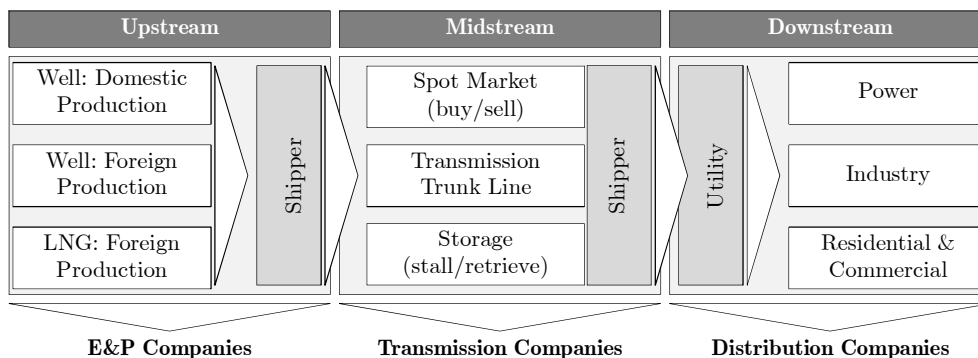 Upstream
Midstream
Downstream
Well: Domestic
Production
Well: Foreign
Production
LNG: Foreign
Production
Shipper
Spot Market
(buy/sell)
Transmission
Trunk Line
Storage
(stall/retrieve)
Shipper
Utility
Power
Industry
Residential &
Commercial
E&P Companies
Transmission Companies
Distribution Companies